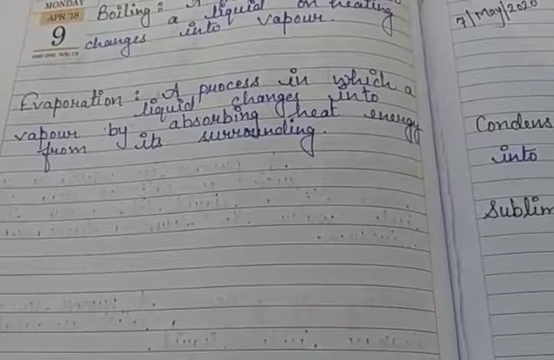 MONDAY
APR '18
9
Boiling : A liquid on heating
changes into vapour.
Evaporation : A process in which a
liquid changes into
vapour by absorbing heat energy
from its surrounding.
7/May/2020
Condens
into
Sublim